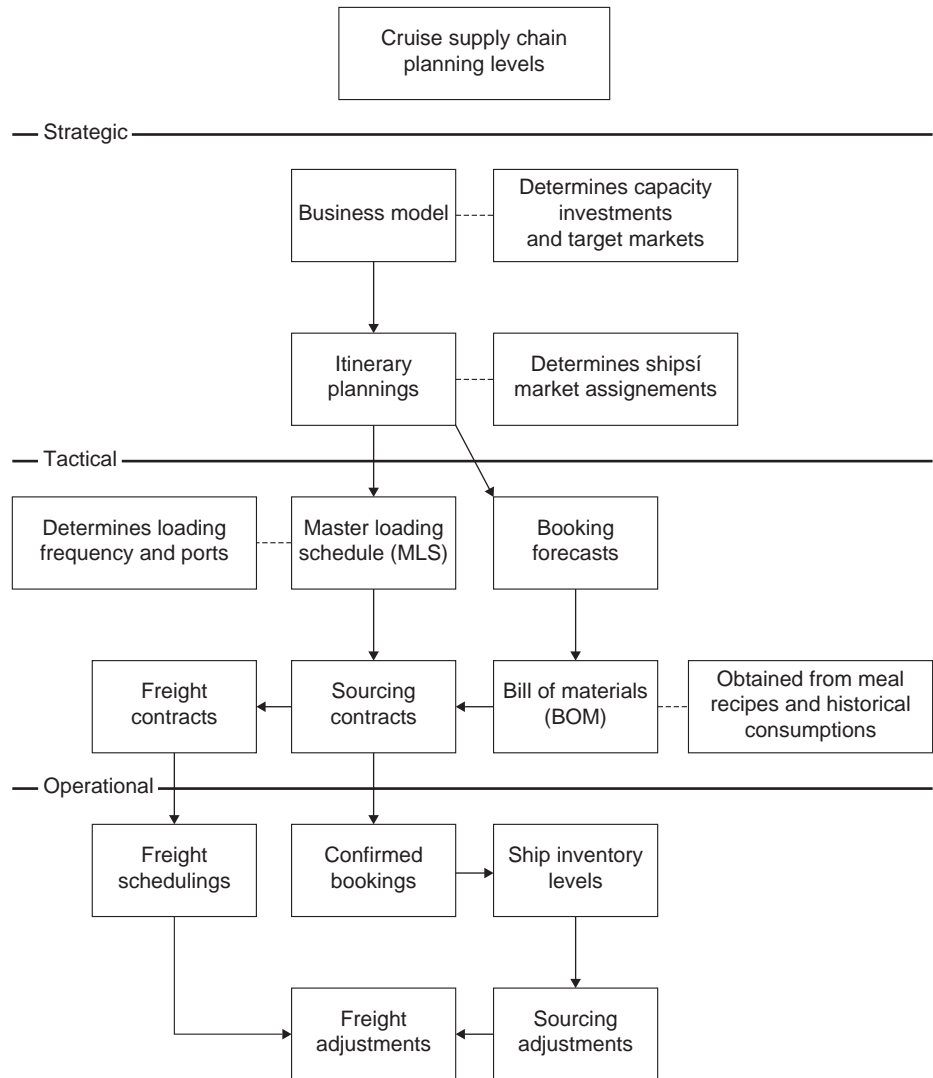 Cruise supply chain
planning levels
Strategic
Business model
Determines capacity
investments
and target markets
Itinerary
plannings
Determines shipsí
market assignements
Tactical
Determines loading
frequency and ports
Master loading
schedule (MLS)
Booking
forecasts
Freight
contracts
Sourcing
contracts
Bill of materials
(BOM)
Obtained from meal
recipes and historical
consumptions
Operational
Freight
schedulings
Confirmed
bookings
Ship inventory
levels
Freight
adjustments
Sourcing
adjustments